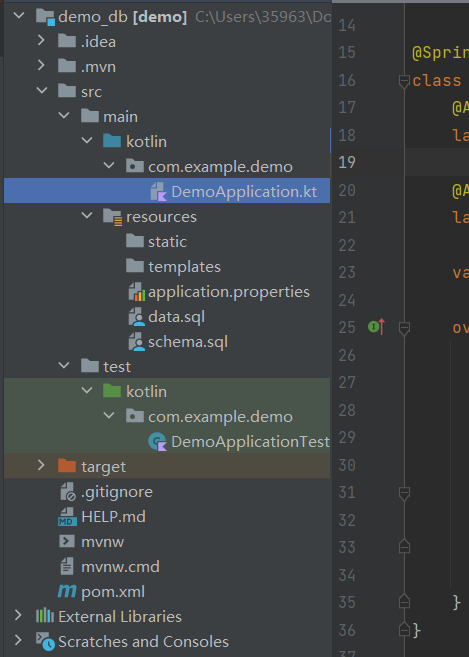 demo_db [demo] C:\Users\35963\Do
.idea
.mvn
src
main
kotlin
com.example.demo
DemoApplication.kt
resources
static
templates
application.properties
data.sql
schema.sql
test
kotlin
com.example.demo
DemoApplicationTest
target
.gitignore
MD HELP.md
mvnw
mvnw.cmd
pom.xml
External Libraries
Scratches and Consoles
14
15 @Sprin
16 class
17 @A
18 la
19
20 @A
21 la
22
23 va
24
25 ov
26
27
28
29
30
31
32
33
34
35 }
36 }
37